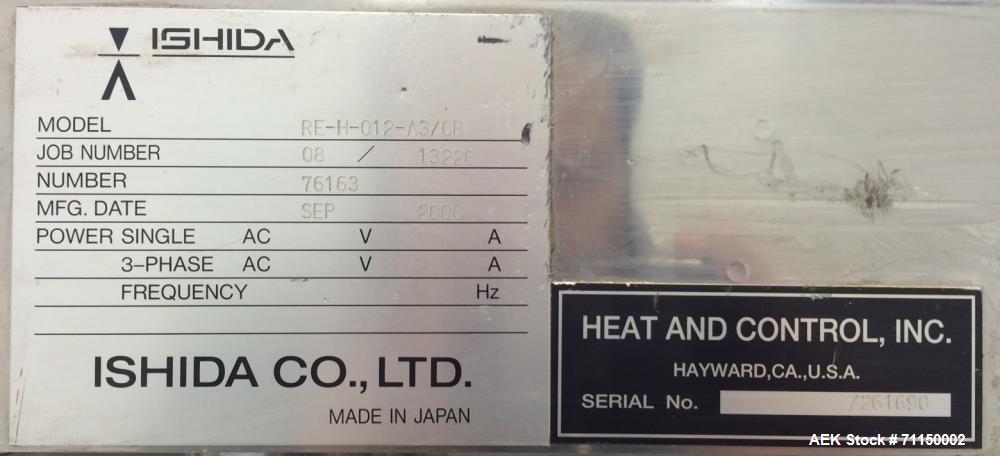 ISHIDA
MODEL RE-H-012-A3/CR
JOB NUMBER 08 / 13228
NUMBER 76163
MFG. DATE SEP
POWER SINGLE AC V A
3-PHASE AC V A
FREQUENCY Hz
ISHIDA CO., LTD.
MADE IN JAPAN
HEAT AND CONTROL, INC.
HAYWARD, CA., U.S.A.
SERIAL No. /261690
AEK Stock # 71150002